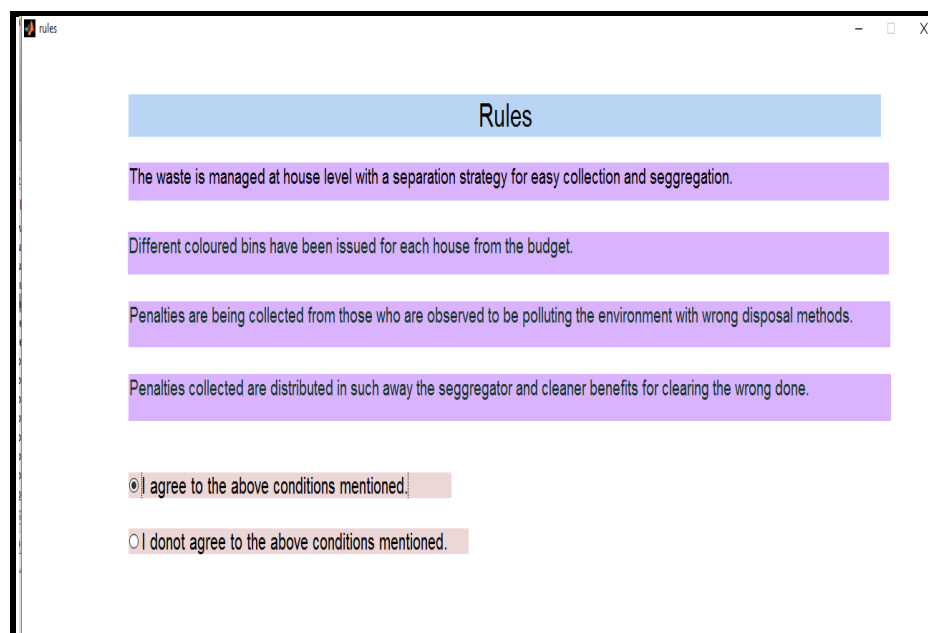 rules
Rules
The waste is managed at house level with a separation strategy for easy collection and seggregation.
Different coloured bins have been issued for each house from the budget.
Penalties are being collected from those who are observed to be polluting the environment with wrong disposal methods.
Penalties collected are distributed in such away the seggregator and cleaner benefits for clearing the wrong done.
I agree to the above conditions mentioned.
I donot agree to the above conditions mentioned.